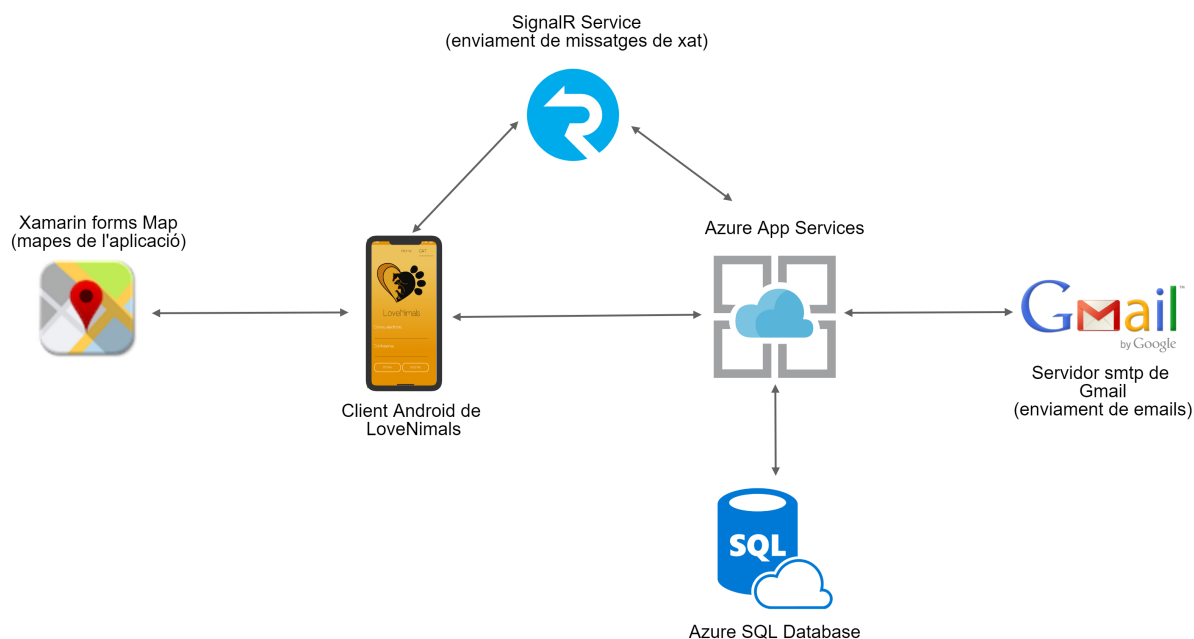 SignalR Service
(enviament de missatges de xat)
Xamarin forms Map
(mapes de l'aplicació)
Azure App Services
LoveNimals
Gmail™
by Google
Client Android de
LoveNimals
Servidor smtp de
Gmail
(enviament de emails)
SQL
Azure SQL Database